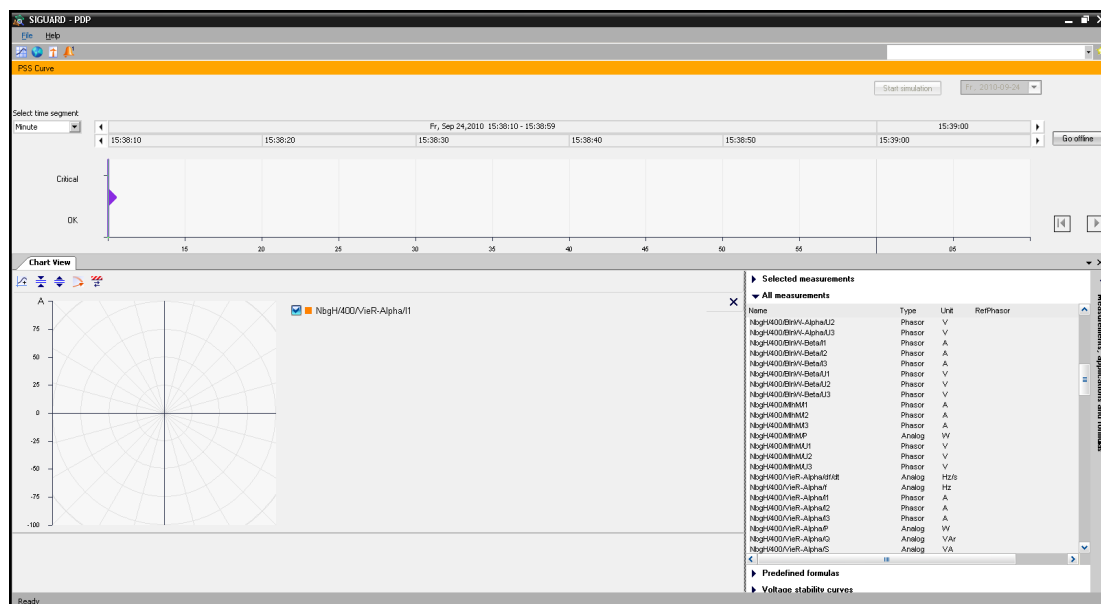 SIGUARD - PDP
File Help
PSS Curve
Start simulation Fr, 2010-09-24
Select time segment
Minute
Fr, Sep 24,2010 15:38:10 - 15:38:59 15:39:00
15:38:10 15:38:20 15:38:30 15:38:40 15:38:50 15:39:00
Go offline
Critical
OK
15 20 25 30 35 40 45 50 55 05
Chart View
A
75
50
25
0
-25
-50
-75
-100
NbgH/400/VieR-Alpha/I1
Selected measurements
All measurements
Name Type Unit RefPhasor
NbgH/400/BlnW-Alpha/U2 Phasor V
NbgH/400/BlnW-Alpha/U3 Phasor V
NbgH/400/BlnW-Beta/I1 Phasor A
NbgH/400/BlnW-Beta/I2 Phasor A
NbgH/400/BlnW-Beta/I3 Phasor A
NbgH/400/BlnW-Beta/U1 Phasor V
NbgH/400/BlnW-Beta/U2 Phasor V
NbgH/400/BlnW-Beta/U3 Phasor V
NbgH/400/MlhM/I1 Phasor A
NbgH/400/MlhM/I2 Phasor A
NbgH/400/MlhM/I3 Phasor A
NbgH/400/MlhM/P Analog W
NbgH/400/MlhM/U1 Phasor V
NbgH/400/MlhM/U2 Phasor V
NbgH/400/MlhM/U3 Phasor V
NbgH/400/VieR-Alpha/df/dt Analog Hz/s
NbgH/400/VieR-Alpha/f Analog Hz
NbgH/400/VieR-Alpha/I1 Phasor A
NbgH/400/VieR-Alpha/I2 Phasor A
NbgH/400/VieR-Alpha/I3 Phasor A
NbgH/400/VieR-Alpha/P Analog W
NbgH/400/VieR-Alpha/Q Analog VAr
NbgH/400/VieR-Alpha/S Analog VA
Predefined formulas
Voltage stability curves
Measurements, applications and formulas
Ready